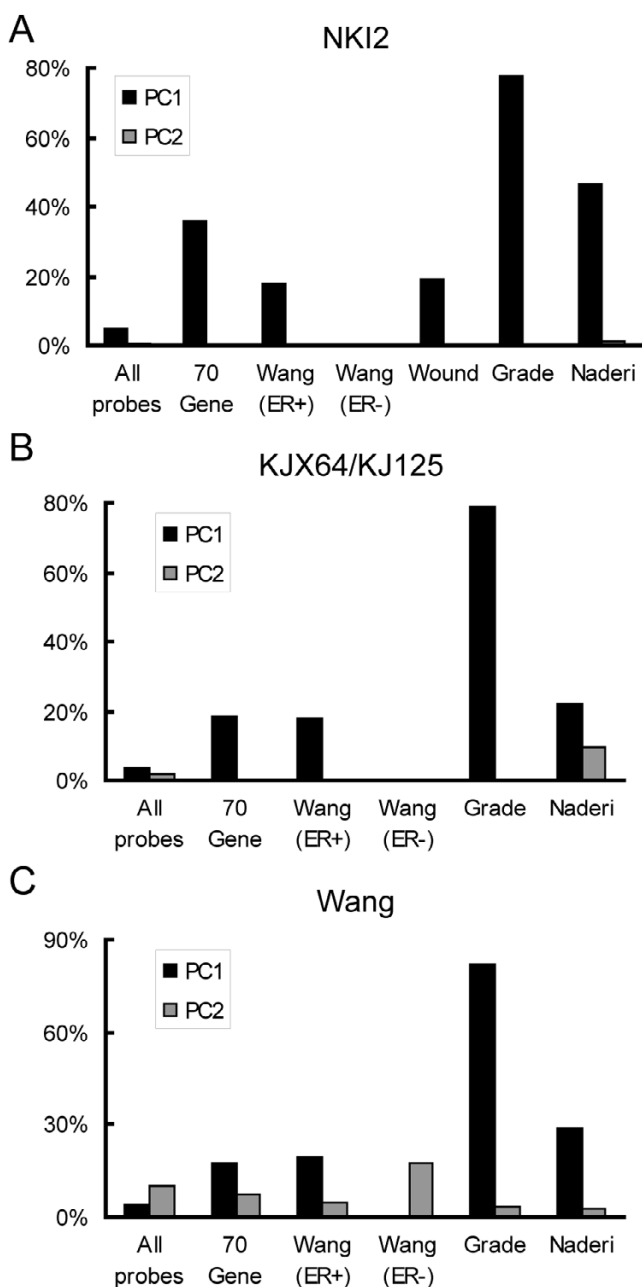 A
NKI2
80%
60%
40%
20%
0%
PC1
PC2
All probes
70 Gene
Wang (ER+)
Wang (ER-)
Wound
Grade
Naderi
B
KJX64/KJ125
80%
60%
40%
20%
0%
PC1
PC2
All probes
70 Gene
Wang (ER+)
Wang (ER-)
Grade
Naderi
C
Wang
90%
60%
30%
0%
PC1
PC2
All probes
70 Gene
Wang (ER+)
Wang (ER-)
Grade
Naderi